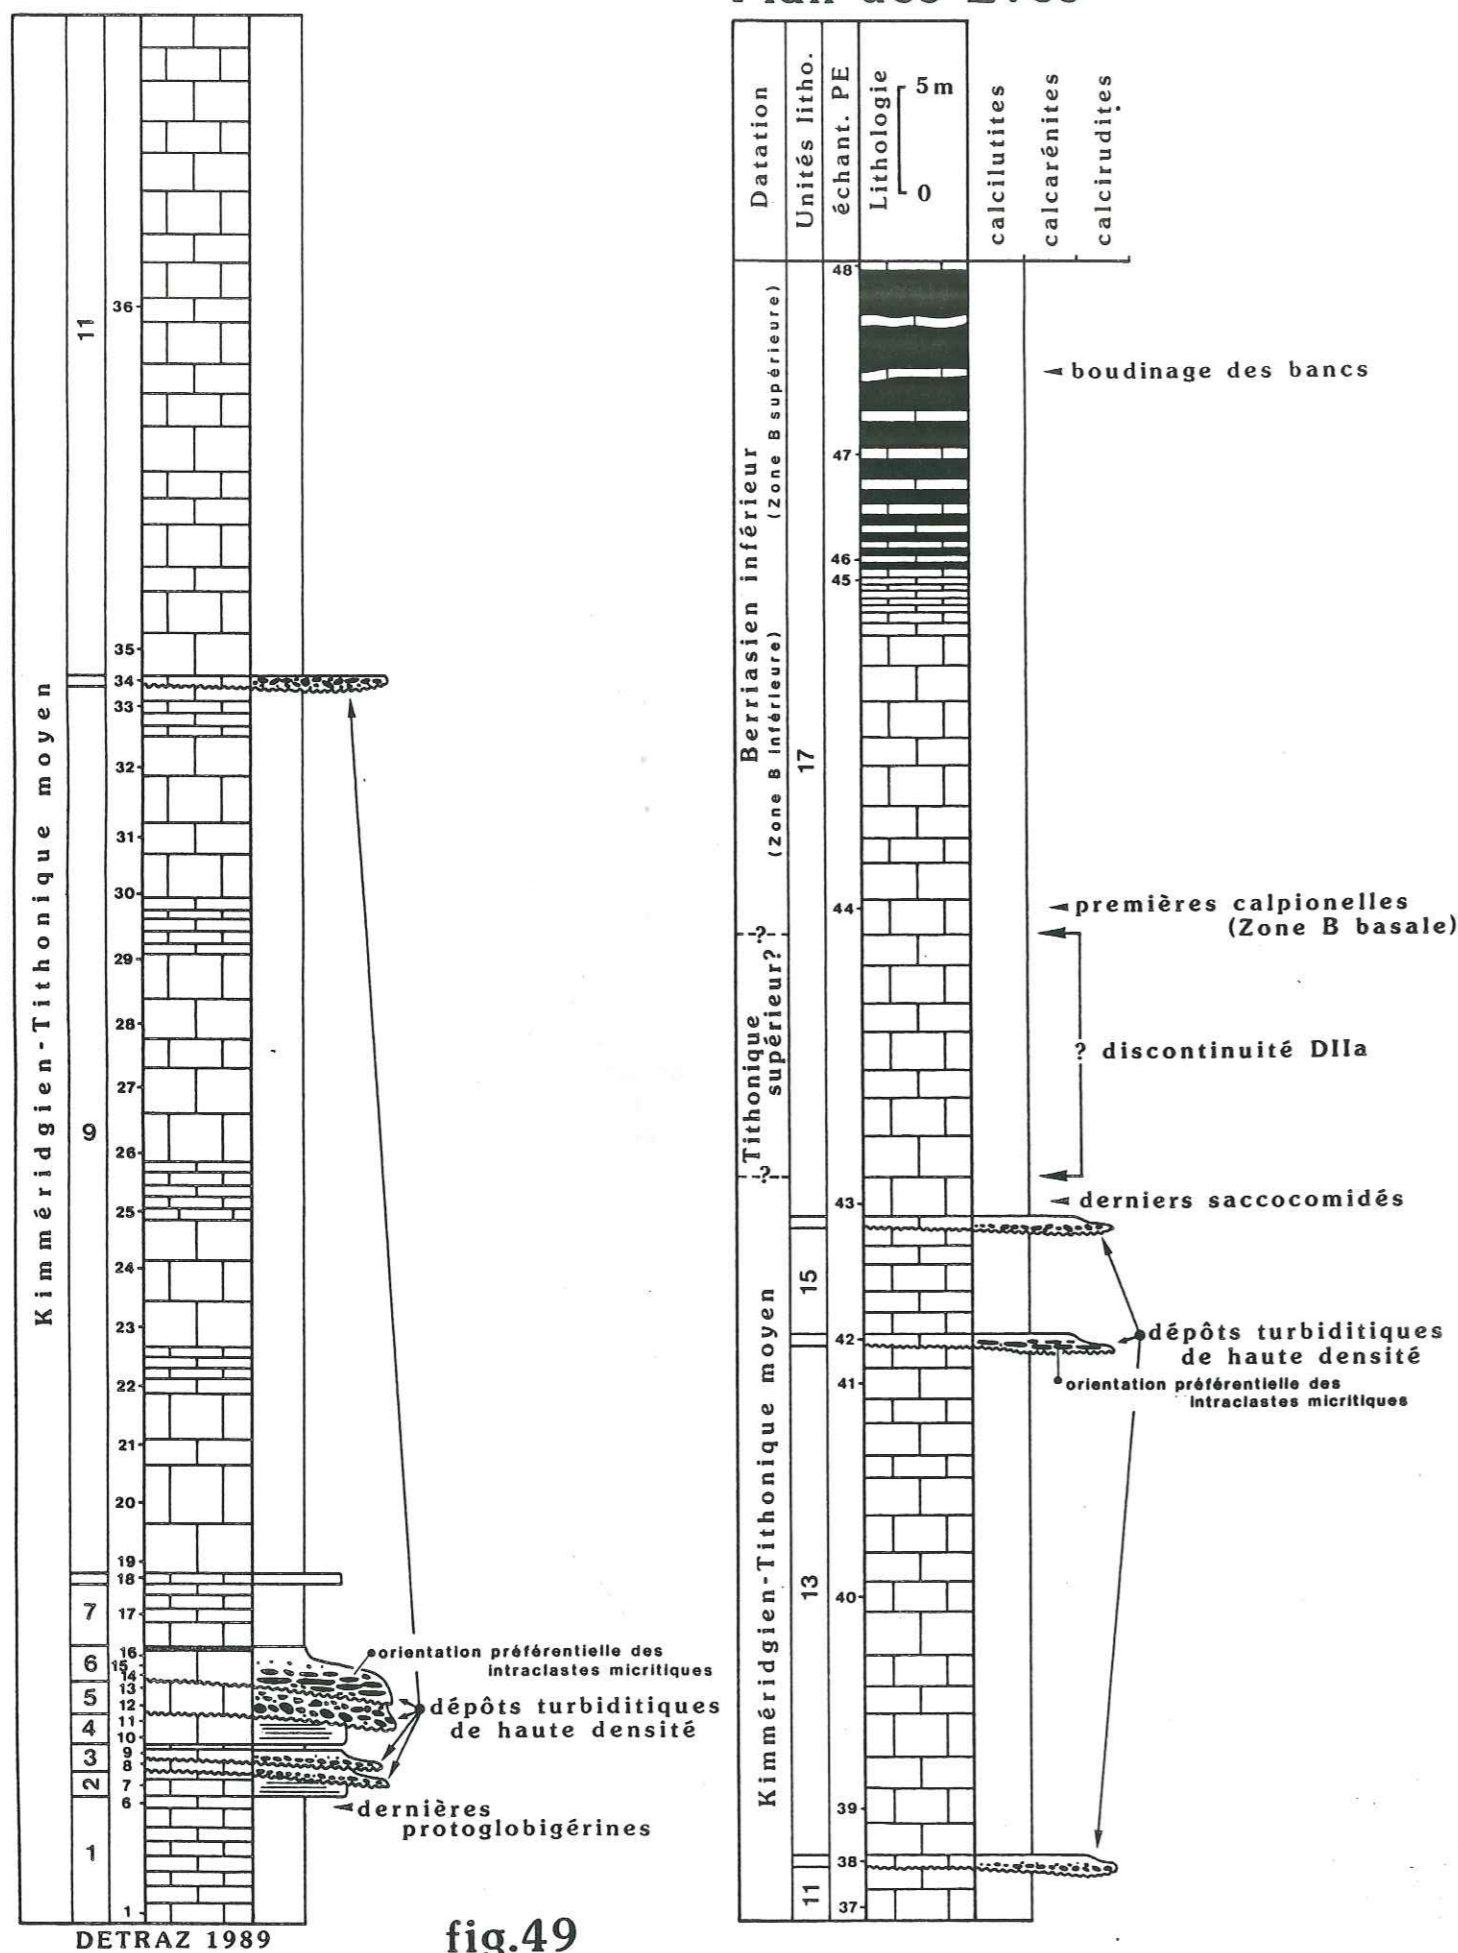 Plan des Eves
Datation
Unités litho.
échant. PE
Lithologie
5m
0
calcilutites
calcarénites
calcirudites
Kimméridgien-Tithonique moyen
11
9
7
6
5
4
3
2
1
36
35
34
33
32
31
30
29
28
27
26
25
24
23
22
21
20
19
18
17
16
15
14
13
12
11
10
9
8
7
6
1
orientation préférentielle des
intraclastes micritiques
dépôts turbiditiques
de haute densité
dernières
protoglobigérines
DETRAZ 1989
fig.49
Berriasien inférieur
(Zone B supérieure)
(Zone B inférieure)
?
Tithonique
supérieur?
?
Kimméridgien-Tithonique moyen
17
15
13
11
48
47
46
45
44
43
42
41
40
39
38
37
boudinage des bancs
premières calpionelles
(Zone B basale)
? discontinuité DIIa
derniers saccocomidés
dépôts turbiditiques
de haute densité
orientation préférentielle des
intraclastes micritiques